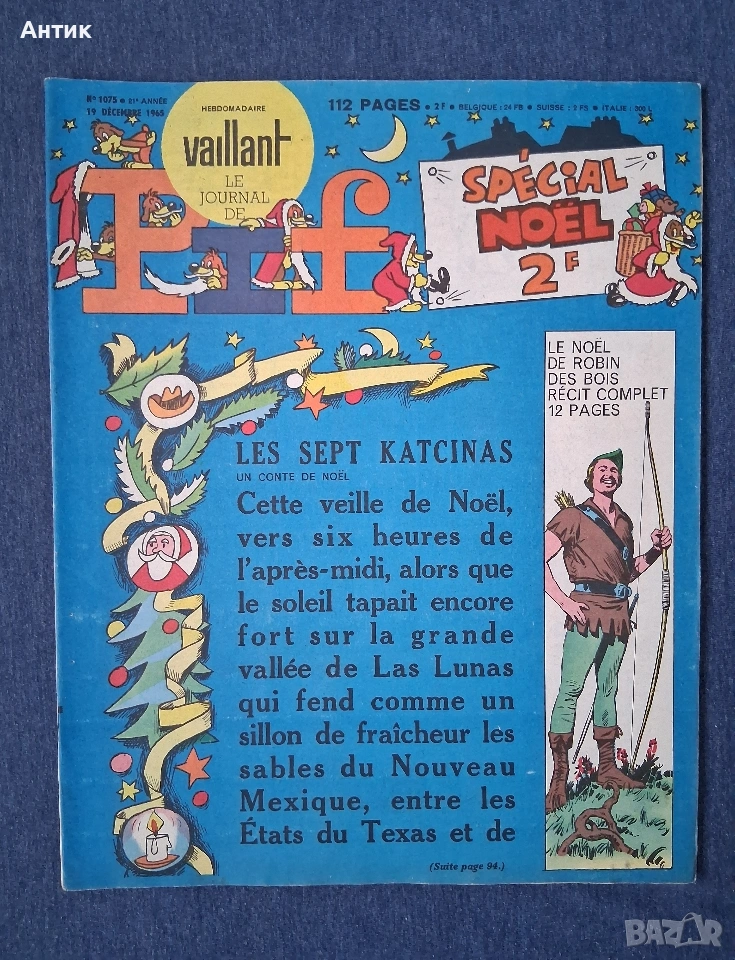 Антик
N° 1075 • 21e ANNÉE
19 DÉCEMBRE 1965
HEBDOMADAIRE
vaillant
LE
JOURNAL
DE
Pif
112 PAGES • 2F • BELGIQUE : 24 FB • SUISSE : 2 FS • ITALIE : 300 L
SPÉCiAL
NOËL
2F
LE NOËL
DE ROBIN
DES BOIS
RÉCIT COMPLET
12 PAGES
LES SEPT KATCINAS
UN CONTE DE NOËL
Cette veille de Noël,
vers six heures de
l'après-midi, alors que
le soleil tapait encore
fort sur la grande
vallée de Las Lunas
qui fend comme un
sillon de fraîcheur les
sables du Nouveau
Mexique, entre les
États du Texas et de
(Suite page 94.)
BAZAR